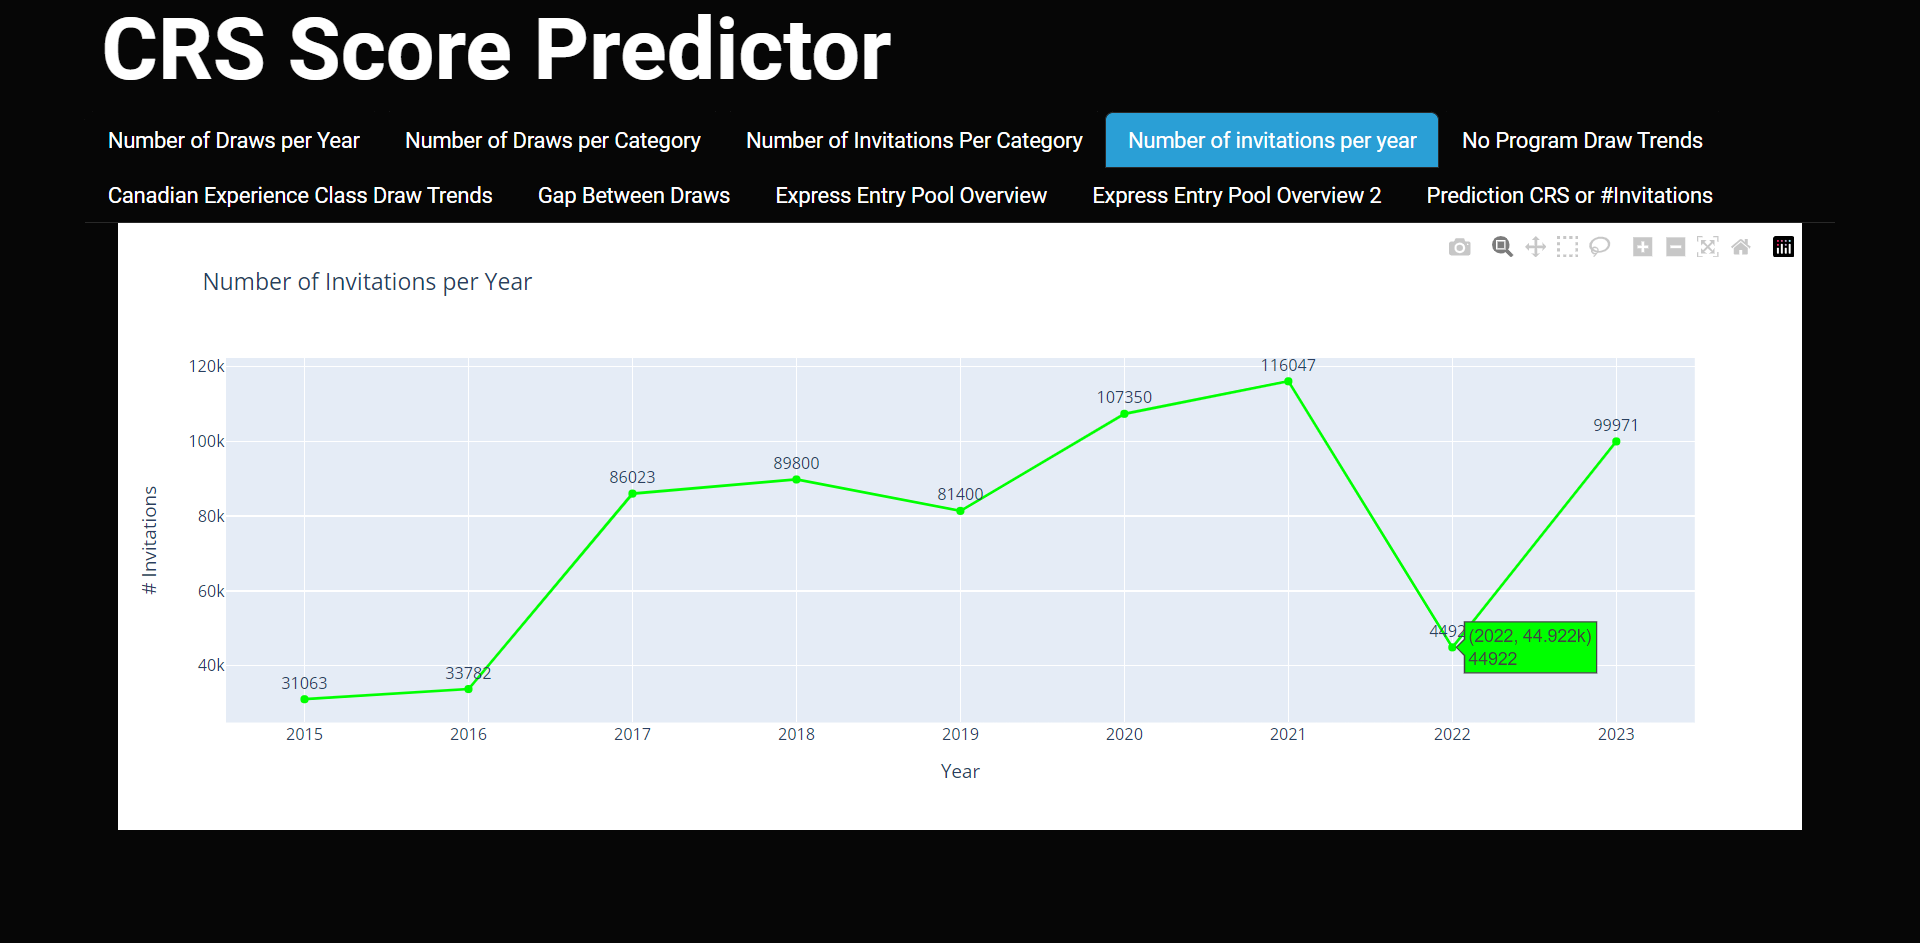 CRS Score Predictor
Number of Draws per Year
Number of Draws per Category
Number of Invitations Per Category
Number of invitations per year
No Program Draw Trends
Canadian Experience Class Draw Trends
Gap Between Draws
Express Entry Pool Overview
Express Entry Pool Overview 2
Prediction CRS or #Invitations
Number of Invitations per Year
120k
100k
80k
60k
40k
# Invitations
31063
33782
86023
89800
81400
107350
116047
4492
99971
(2022, 44.922k)
44922
2015
2016
2017
2018
2019
2020
2021
2022
2023
Year